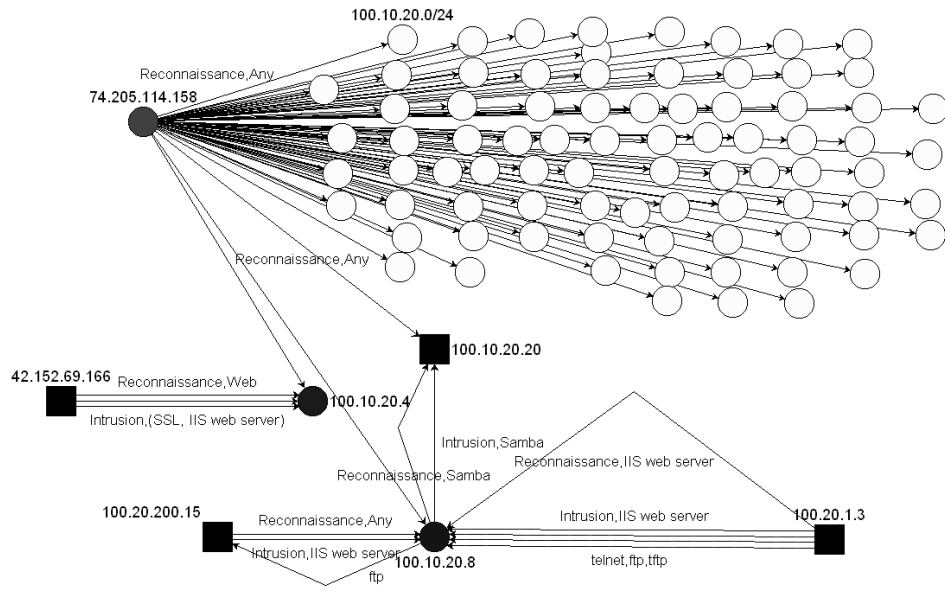 100.10.20.0/24
Reconnaissance,Any
74.205.114.158
Reconnaissance,Any
100.10.20.20
42.152.69.166
Reconnaissance,Web
100.10.20.4
Intrusion,(SSL, IIS web server)
Intrusion,Samba
Reconnaissance,IIS web server
Reconnaissance,Samba
100.20.200.15
Reconnaissance,Any
Intrusion,IIS web server
100.20.1.3
Intrusion,IIS web server
100.10.20.8
telnet,ftp,tftp
ftp